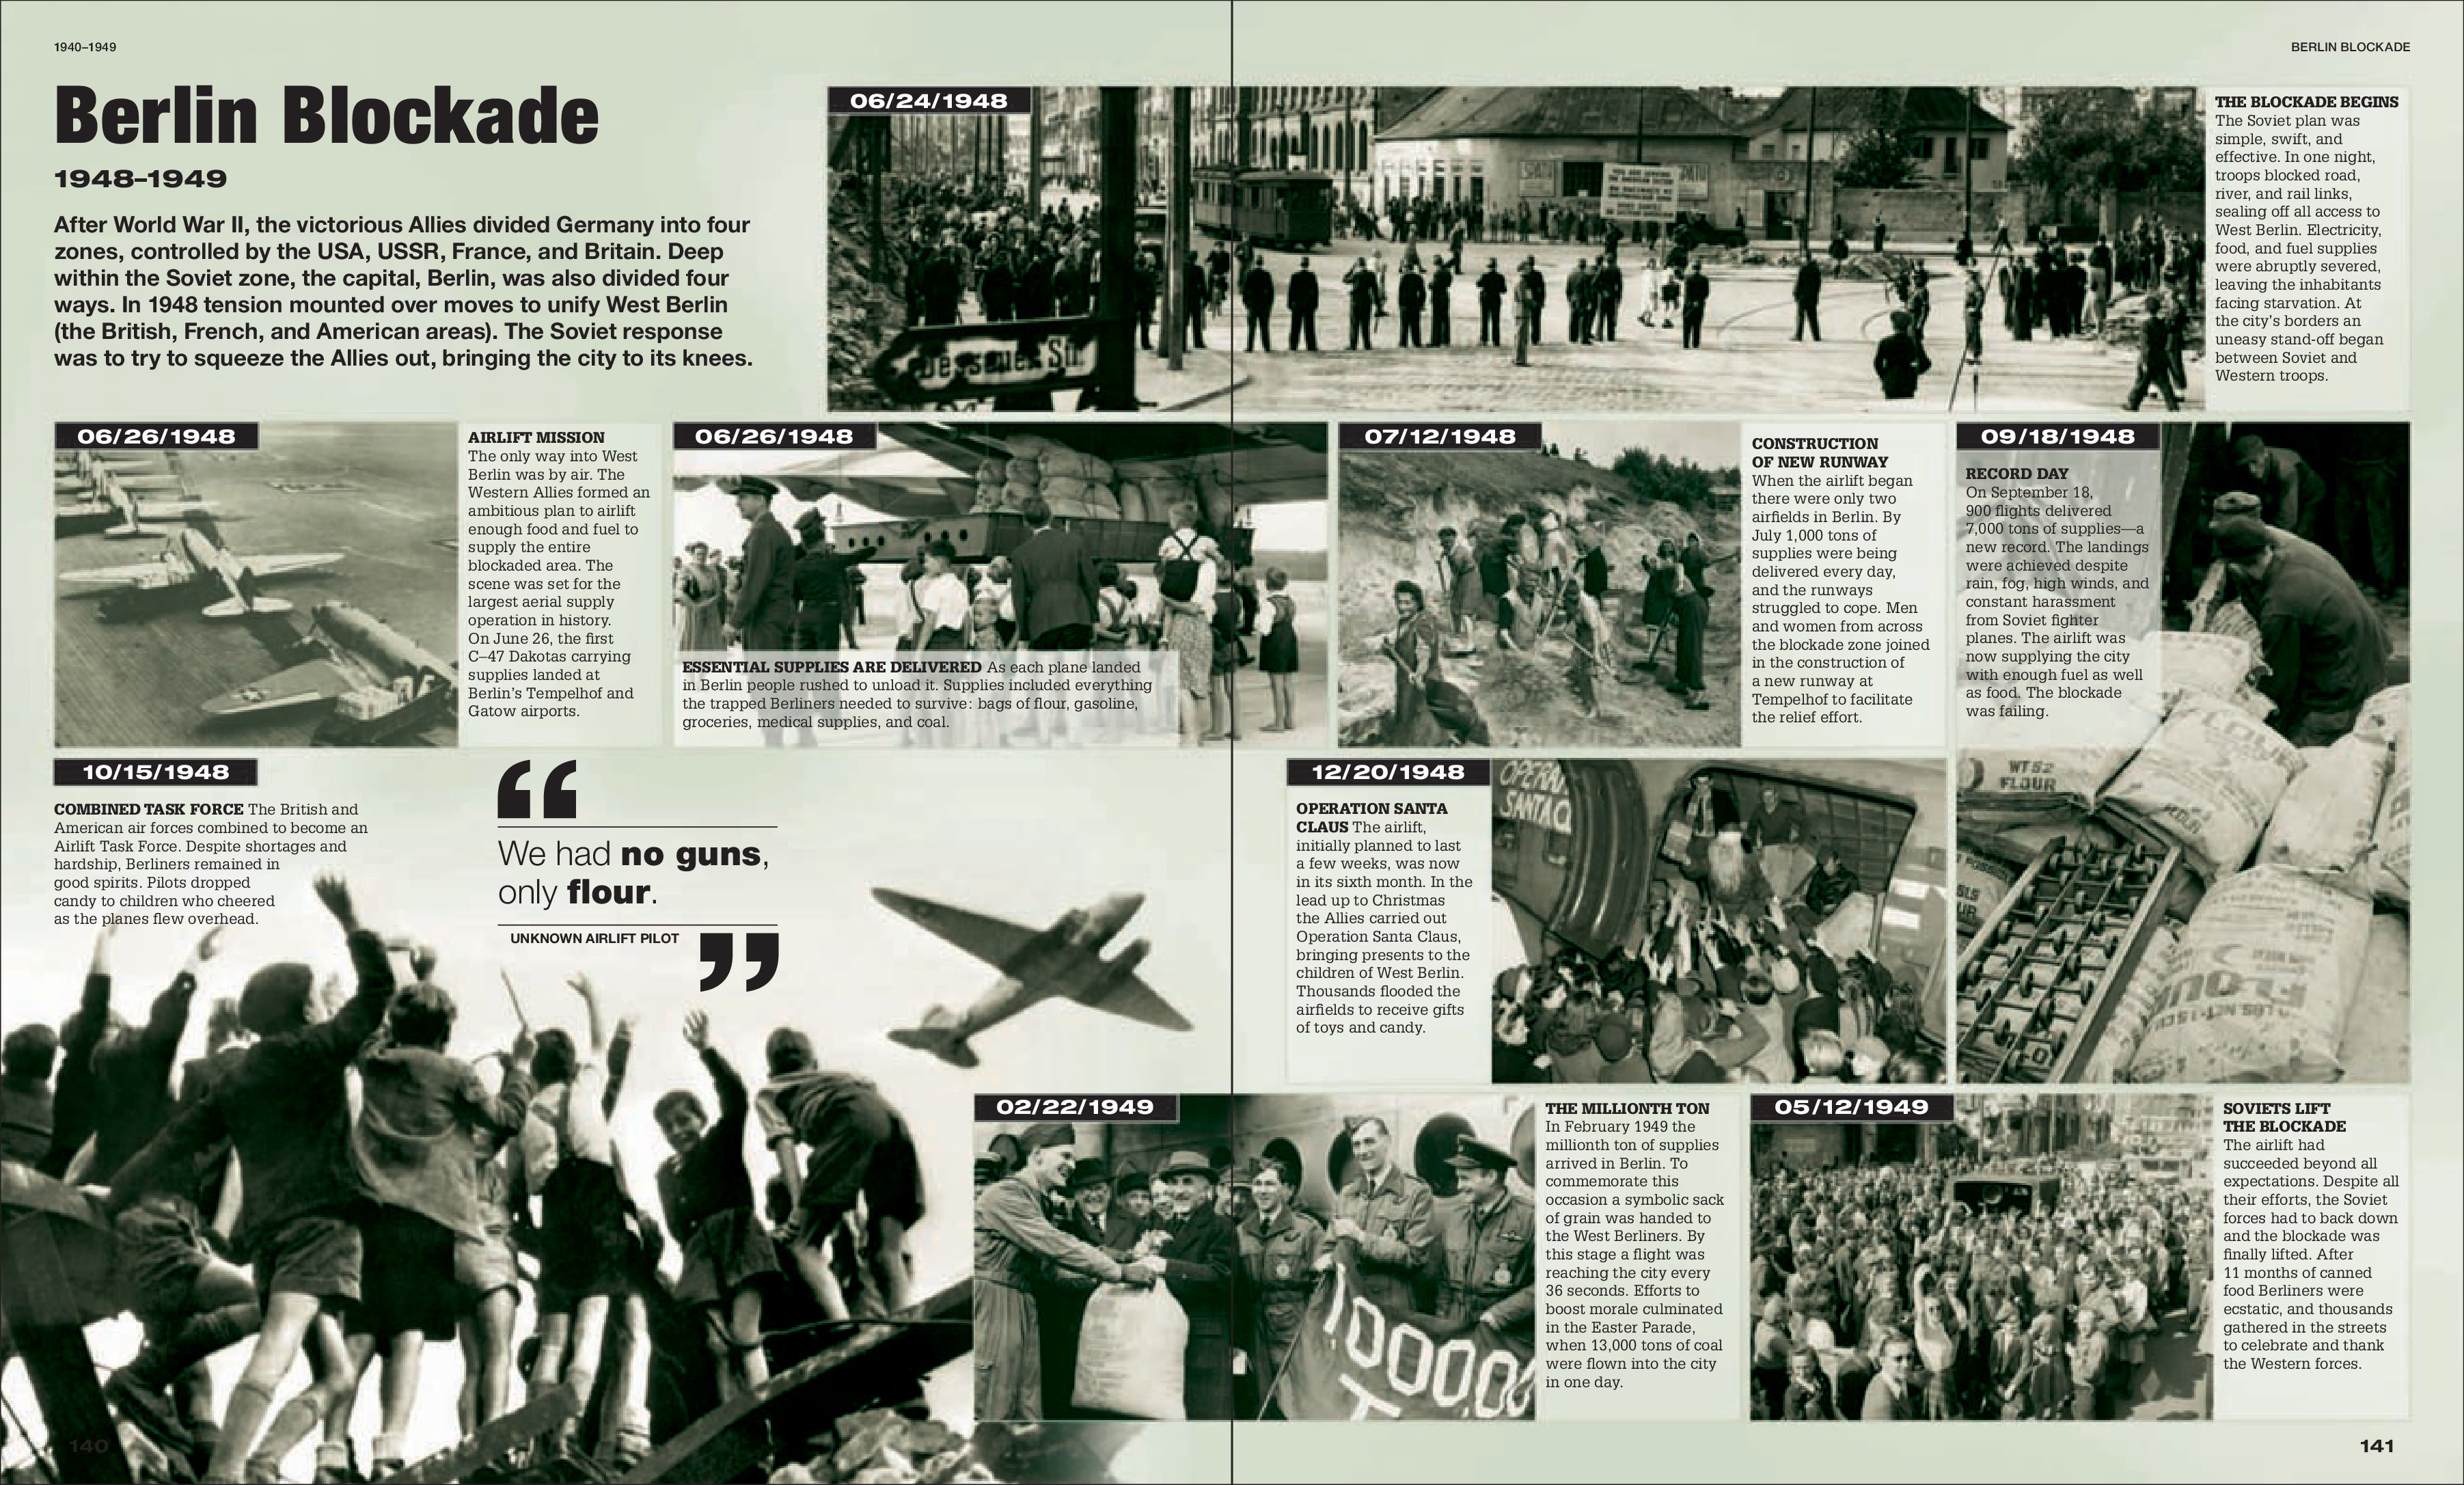 1940–1949
BERLIN BLOCKADE
Berlin Blockade
1948–1949
After World War II, the victorious Allies divided Germany into four
zones, controlled by the USA, USSR, France, and Britain. Deep
within the Soviet zone, the capital, Berlin, was also divided four
ways. In 1948 tension mounted over moves to unify West Berlin
(the British, French, and American areas). The Soviet response
was to try to squeeze the Allies out, bringing the city to its knees.
06/24/1948
THE BLOCKADE BEGINS
The Soviet plan was
simple, swift, and
effective. In one night,
troops blocked road,
river, and rail links,
sealing off all access to
West Berlin. Electricity,
food, and fuel supplies
were abruptly severed,
leaving the inhabitants
facing starvation. At
the city's borders an
uneasy stand-off began
between Soviet and
Western troops.
06/26/1948
AIRLIFT MISSION
The only way into West
Berlin was by air. The
Western Allies formed an
ambitious plan to airlift
enough food and fuel to
supply the entire
blockaded area. The
scene was set for the
largest aerial supply
operation in history.
On June 26, the first
C–47 Dakotas carrying
supplies landed at
Berlin's Tempelhof and
Gatow airports.
06/26/1948
ESSENTIAL SUPPLIES ARE DELIVERED As each plane landed
in Berlin people rushed to unload it. Supplies included everything
the trapped Berliners needed to survive: bags of flour, gasoline,
groceries, medical supplies, and coal.
07/12/1948
CONSTRUCTION
OF NEW RUNWAY
When the airlift began
there were only two
airfields in Berlin. By
July 1,000 tons of
supplies were being
delivered every day,
and the runways
struggled to cope. Men
and women from across
the blockade zone joined
in the construction of
a new runway at
Tempelhof to facilitate
the relief effort.
09/18/1948
RECORD DAY
On September 18,
900 flights delivered
7,000 tons of supplies—a
new record. The landings
were achieved despite
rain, fog, high winds, and
constant harassment
from Soviet fighter
planes. The airlift was
now supplying the city
with enough fuel as well
as food. The blockade
was failing.
WT 52
FLOUR
10/15/1948
COMBINED TASK FORCE The British and
American air forces combined to become an
Airlift Task Force. Despite shortages and
hardship, Berliners remained in
good spirits. Pilots dropped
candy to children who cheered
as the planes flew overhead.
“
We had no guns,
only flour.
UNKNOWN AIRLIFT PILOT
”
12/20/1948
OPERATION SANTA
CLAUS The airlift,
initially planned to last
a few weeks, was now
in its sixth month. In the
lead up to Christmas
the Allies carried out
Operation Santa Claus,
bringing presents to the
children of West Berlin.
Thousands flooded the
airfields to receive gifts
of toys and candy.
SANTA
02/22/1949
1,000,00
T
THE MILLIONTH TON
In February 1949 the
millionth ton of supplies
arrived in Berlin. To
commemorate this
occasion a symbolic sack
of grain was handed to
the West Berliners. By
this stage a flight was
reaching the city every
36 seconds. Efforts to
boost morale culminated
in the Easter Parade,
when 13,000 tons of coal
were flown into the city
in one day.
05/12/1949
SOVIETS LIFT
THE BLOCKADE
The airlift had
succeeded beyond all
expectations. Despite all
their efforts, the Soviet
forces had to back down
and the blockade was
finally lifted. After
11 months of canned
food Berliners were
ecstatic, and thousands
gathered in the streets
to celebrate and thank
the Western forces.
140
141